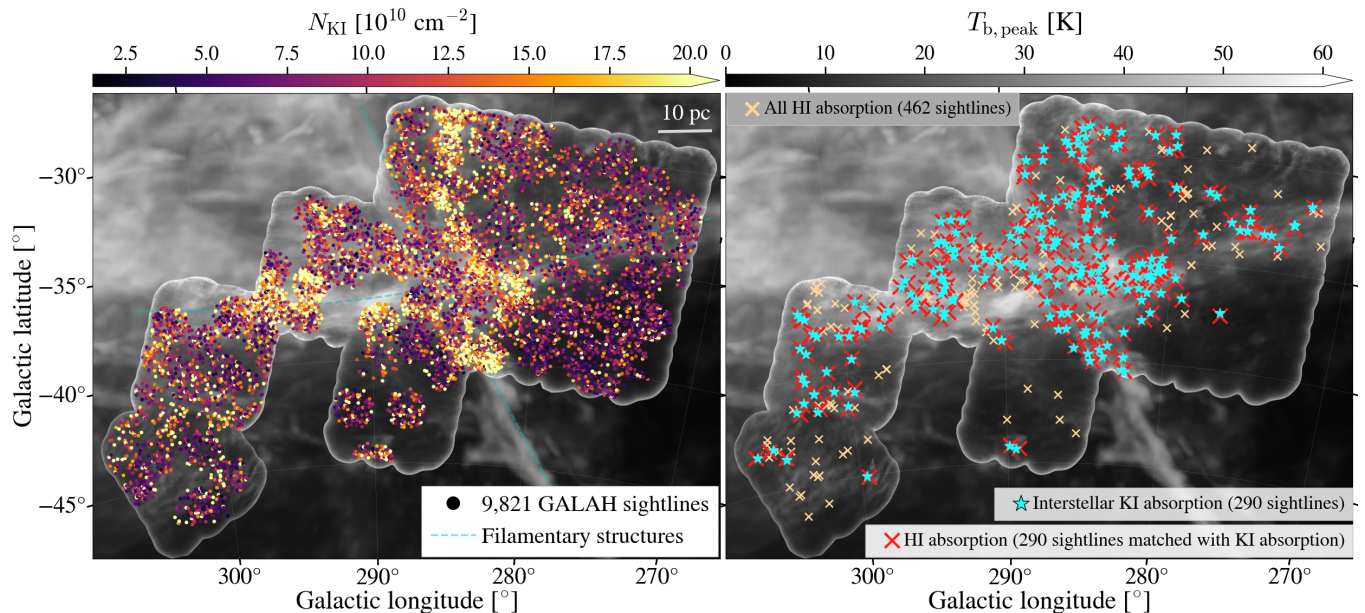 N_KI [10^10 cm^−2]
2.5 5.0 7.5 10.0 12.5 15.0 17.5 20.0
T_b, peak [K]
0 10 20 30 40 50 60
10 pc
All HI absorption (462 sightlines)
Galactic latitude [°]
−30°
−35°
−40°
−45°
9,821 GALAH sightlines
Filamentary structures
Interstellar KI absorption (290 sightlines)
HI absorption (290 sightlines matched with KI absorption)
300° 290° 280° 270°
Galactic longitude [°]
300° 290° 280° 270°
Galactic longitude [°]